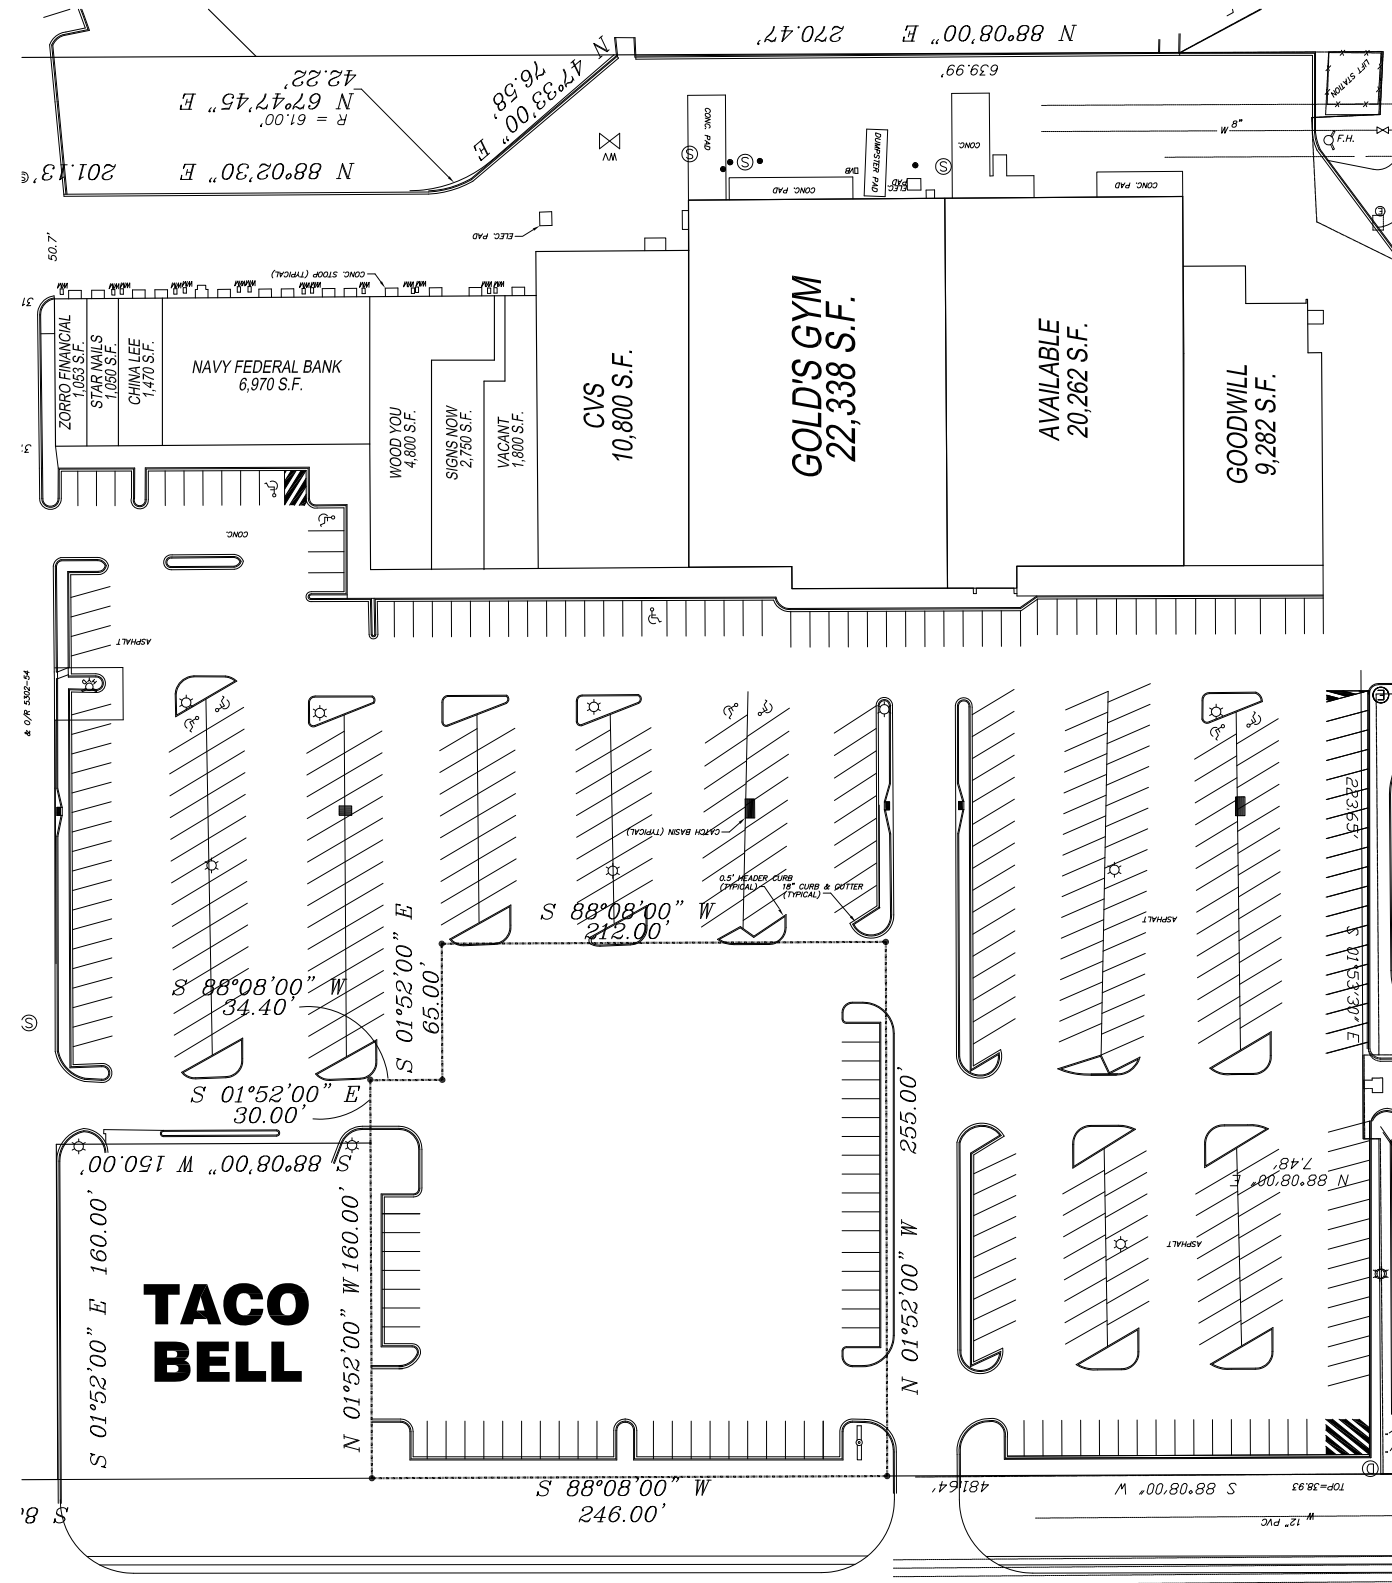 N 88°08'00" E 270.47'
639.99'
LIFT STATION
42.22'
N 67°47'45" E
R = 61.00'
N 47°33'00" E
76.58'
N 88°02'30" E 201.13'
W 8"
F.H.
WV
CONC. PAD
CONC.
DUMPSTER PAD
CONC. PAD
ELEC. PAD
CONC. PAD
ELEC. PAD
50.7'
CONC. STOOP (TYPICAL)
ZORRO FINANCIAL
1,053 S.F.
STAR NAILS
1,050 S.F.
CHINA LEE
1,470 S.F.
NAVY FEDERAL BANK
6,970 S.F.
WOOD YOU
4,800 S.F.
SIGNS NOW
2,750 S.F.
VACANT
1,800 S.F.
CVS
10,800 S.F.
GOLD'S GYM
22,338 S.F.
AVAILABLE
20,262 S.F.
GOODWILL
9,282 S.F.
CONC.
ASPHALT
& O/R 5302-54
CATCH BASIN (TYPICAL)
0.5' HEADER CURB
(TYPICAL)
18" CURB & GUTTER
(TYPICAL)
223.65'
S 01°53'30" E
ASPHALT
S 88°08'00" W
212.00'
S 01°52'00" E
65.00'
S 88°08'00" W
34.40'
S 01°52'00" E
30.00'
N 01°52'00" W 255.00'
S 88°08'00" W 150.00'
S 01°52'00" E 160.00'
N 01°52'00" W 160.00'
TACO
BELL
N 88°08'00" E
7.48'
ASPHALT
S 88°08'00" W
246.00'
481.64'
S 88°08'00" W
TOP=38.93
W 12" PVC